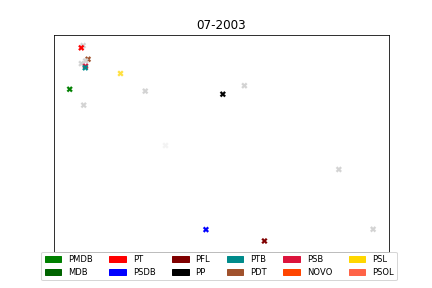 07-2003
PMDB PT PFL PTB PSB PSL
MDB PSDB PP PDT NOVO PSOL